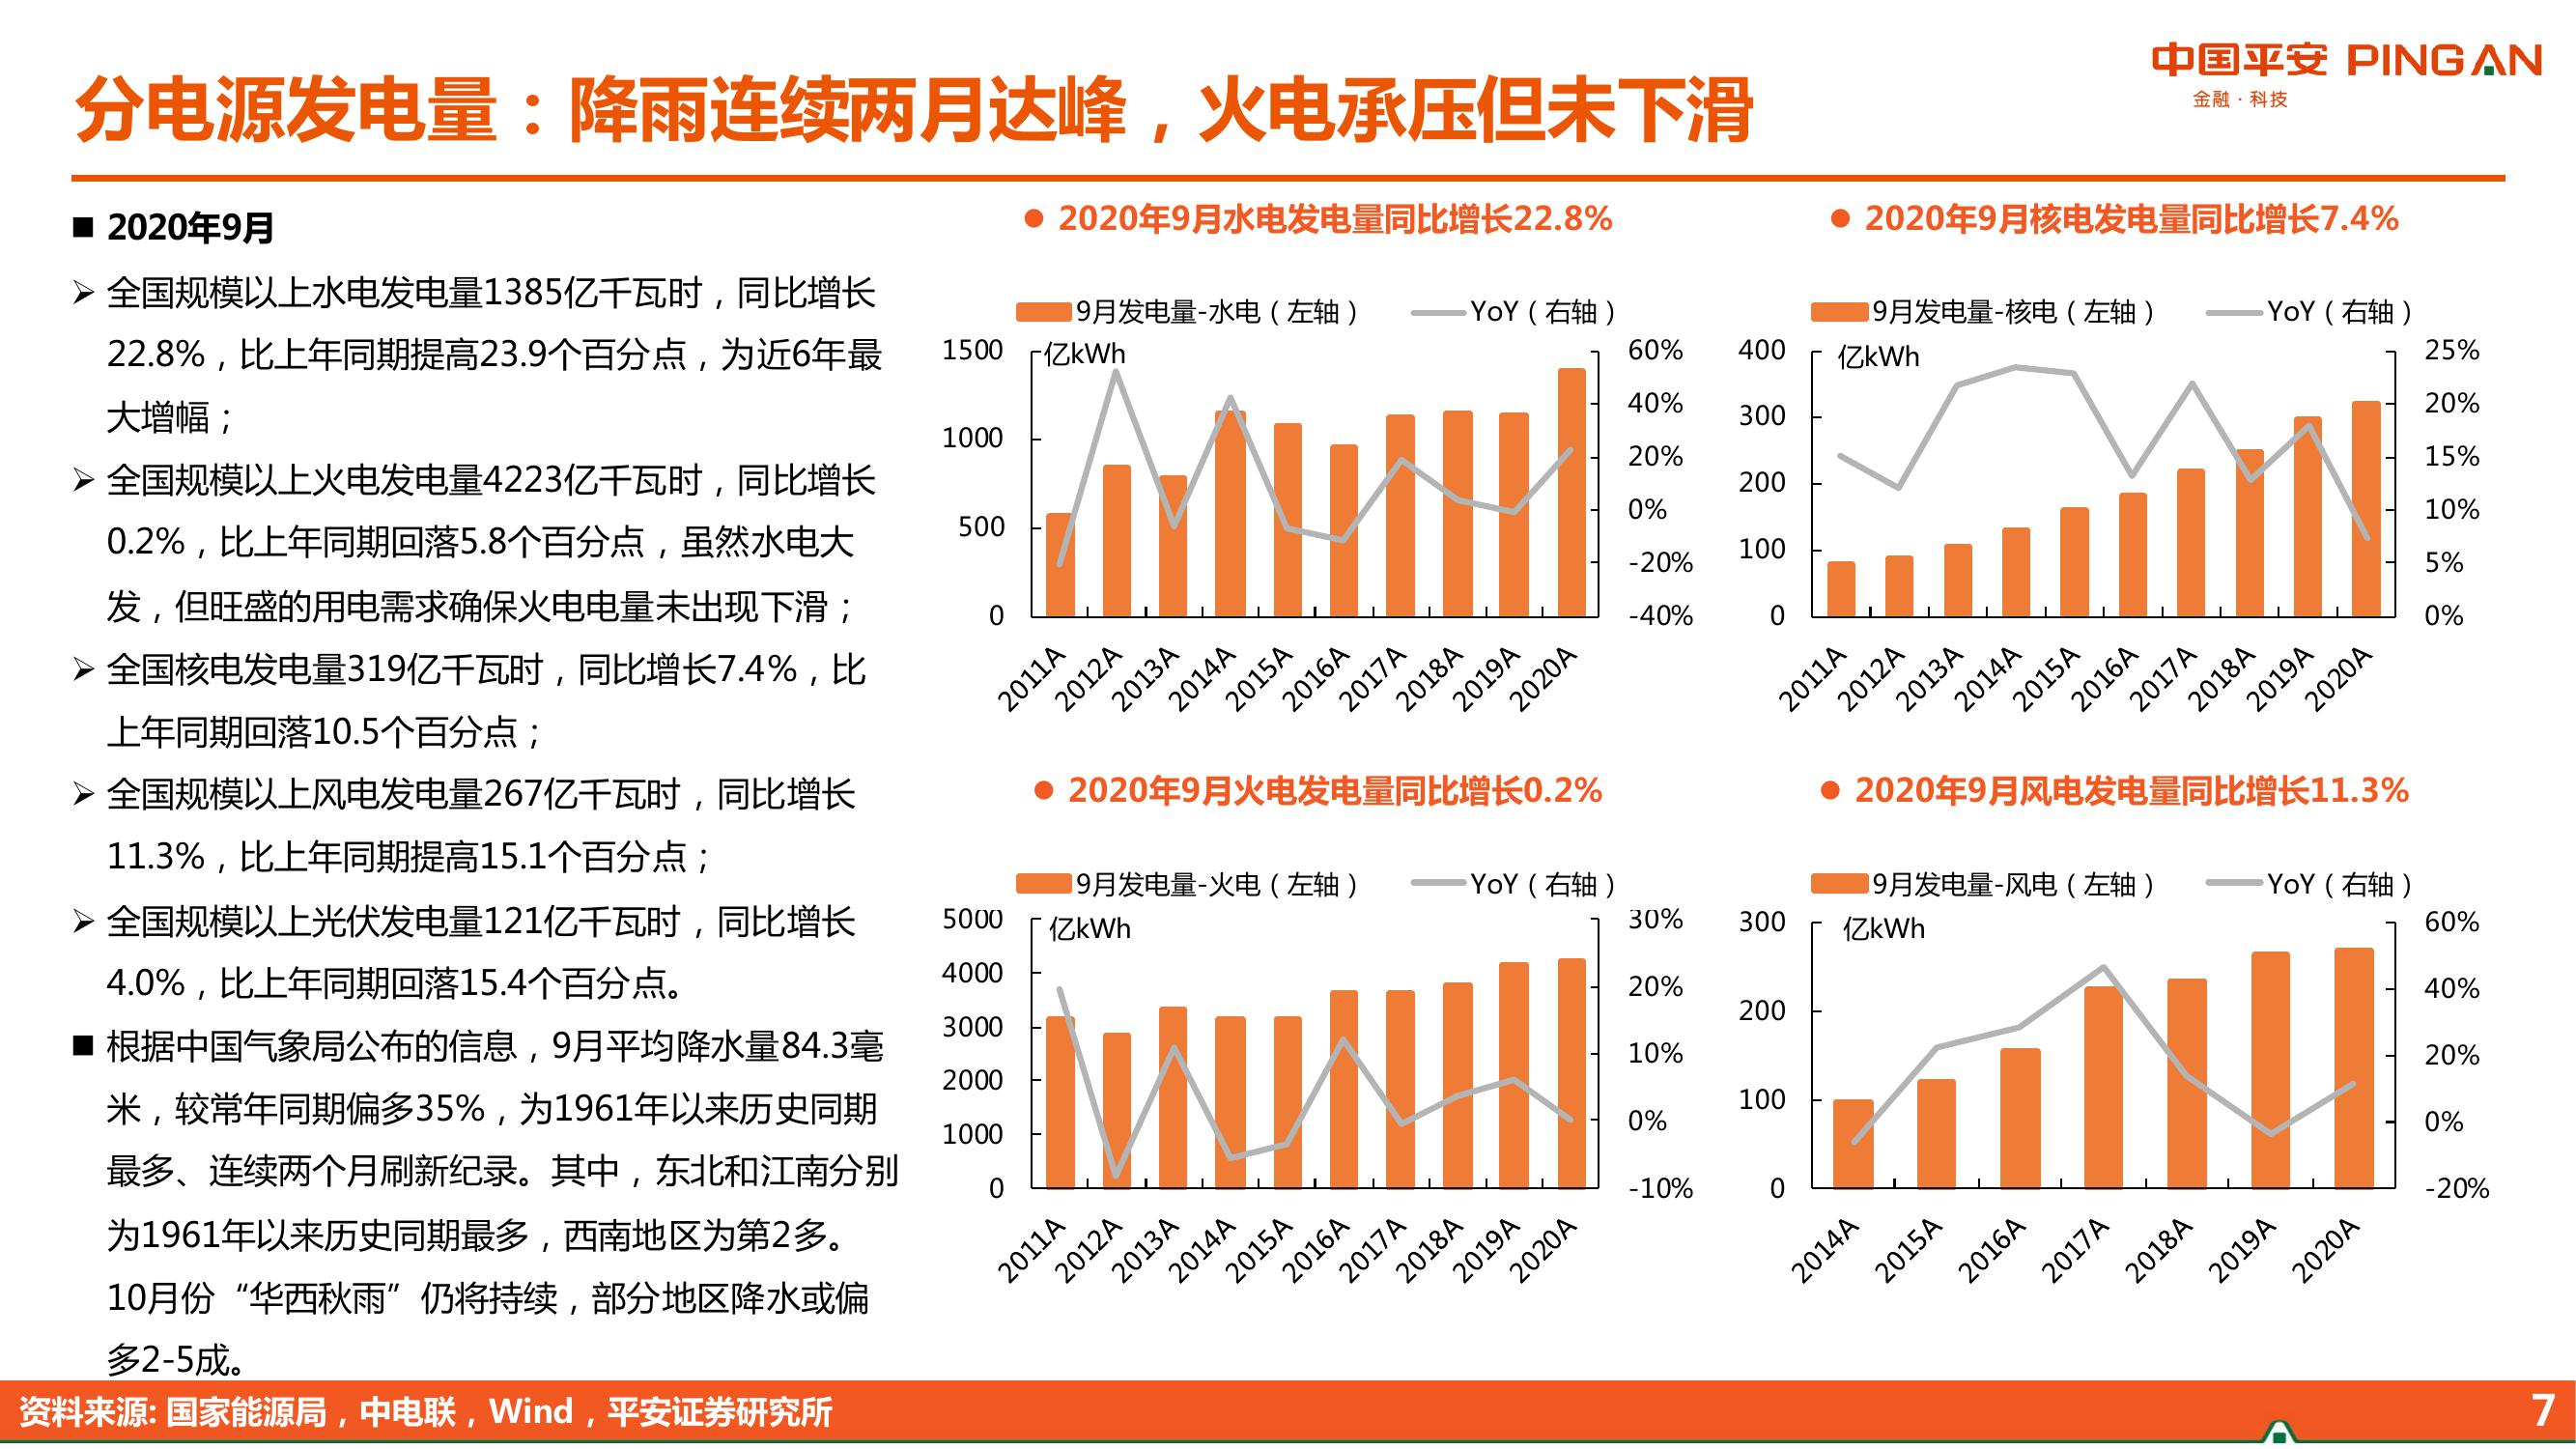 中国平安 PINGAN
金融·科技
分电源发电量：降雨连续两月达峰，火电承压但未下滑
■ 2020年9月
➢ 全国规模以上水电发电量1385亿千瓦时，同比增长
22.8%，比上年同期提高23.9个百分点，为近6年最
大增幅；
➢ 全国规模以上火电发电量4223亿千瓦时，同比增长
0.2%，比上年同期回落5.8个百分点，虽然水电大
发，但旺盛的用电需求确保火电电量未出现下滑；
➢ 全国核电发电量319亿千瓦时，同比增长7.4%，比
上年同期回落10.5个百分点；
➢ 全国规模以上风电发电量267亿千瓦时，同比增长
11.3%，比上年同期提高15.1个百分点；
➢ 全国规模以上光伏发电量121亿千瓦时，同比增长
4.0%，比上年同期回落15.4个百分点。
■ 根据中国气象局公布的信息，9月平均降水量84.3毫
米，较常年同期偏多35%，为1961年以来历史同期
最多、连续两个月刷新纪录。其中，东北和江南分别
为1961年以来历史同期最多，西南地区为第2多。
10月份“华西秋雨”仍将持续，部分地区降水或偏
多2-5成。
● 2020年9月水电发电量同比增长22.8%
9月发电量-水电（左轴） YoY（右轴）
亿kWh
1500
1000
500
0
60%
40%
20%
0%
-20%
-40%
2011A 2012A 2013A 2014A 2015A 2016A 2017A 2018A 2019A 2020A
● 2020年9月核电发电量同比增长7.4%
9月发电量-核电（左轴） YoY（右轴）
亿kWh
400
300
200
100
0
25%
20%
15%
10%
5%
0%
2011A 2012A 2013A 2014A 2015A 2016A 2017A 2018A 2019A 2020A
● 2020年9月火电发电量同比增长0.2%
9月发电量-火电（左轴） YoY（右轴）
亿kWh
5000
4000
3000
2000
1000
0
30%
20%
10%
0%
-10%
2011A 2012A 2013A 2014A 2015A 2016A 2017A 2018A 2019A 2020A
● 2020年9月风电发电量同比增长11.3%
9月发电量-风电（左轴） YoY（右轴）
亿kWh
300
200
100
0
60%
40%
20%
0%
-20%
2014A 2015A 2016A 2017A 2018A 2019A 2020A
资料来源: 国家能源局，中电联，Wind，平安证券研究所
7